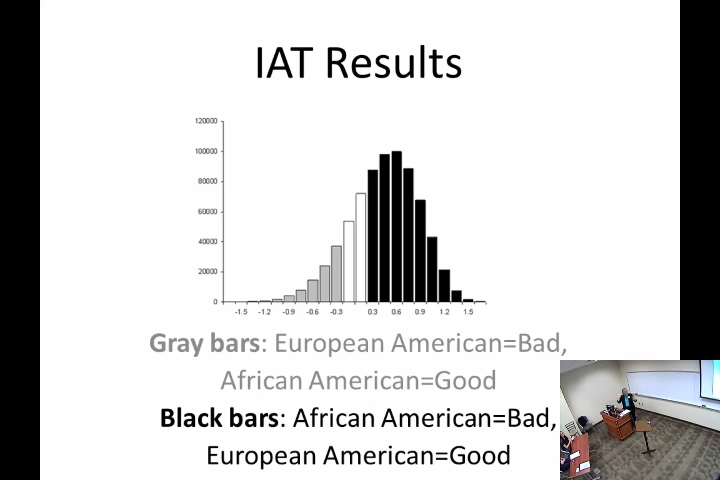 IAT Results
120000
100000
80000
60000
40000
20000
0
-1.5 -1.2 -0.9 -0.6 -0.3 0.3 0.6 0.9 1.2 1.5
Gray bars: European American=Bad,
African American=Good
Black bars: African American=Bad,
European American=Good